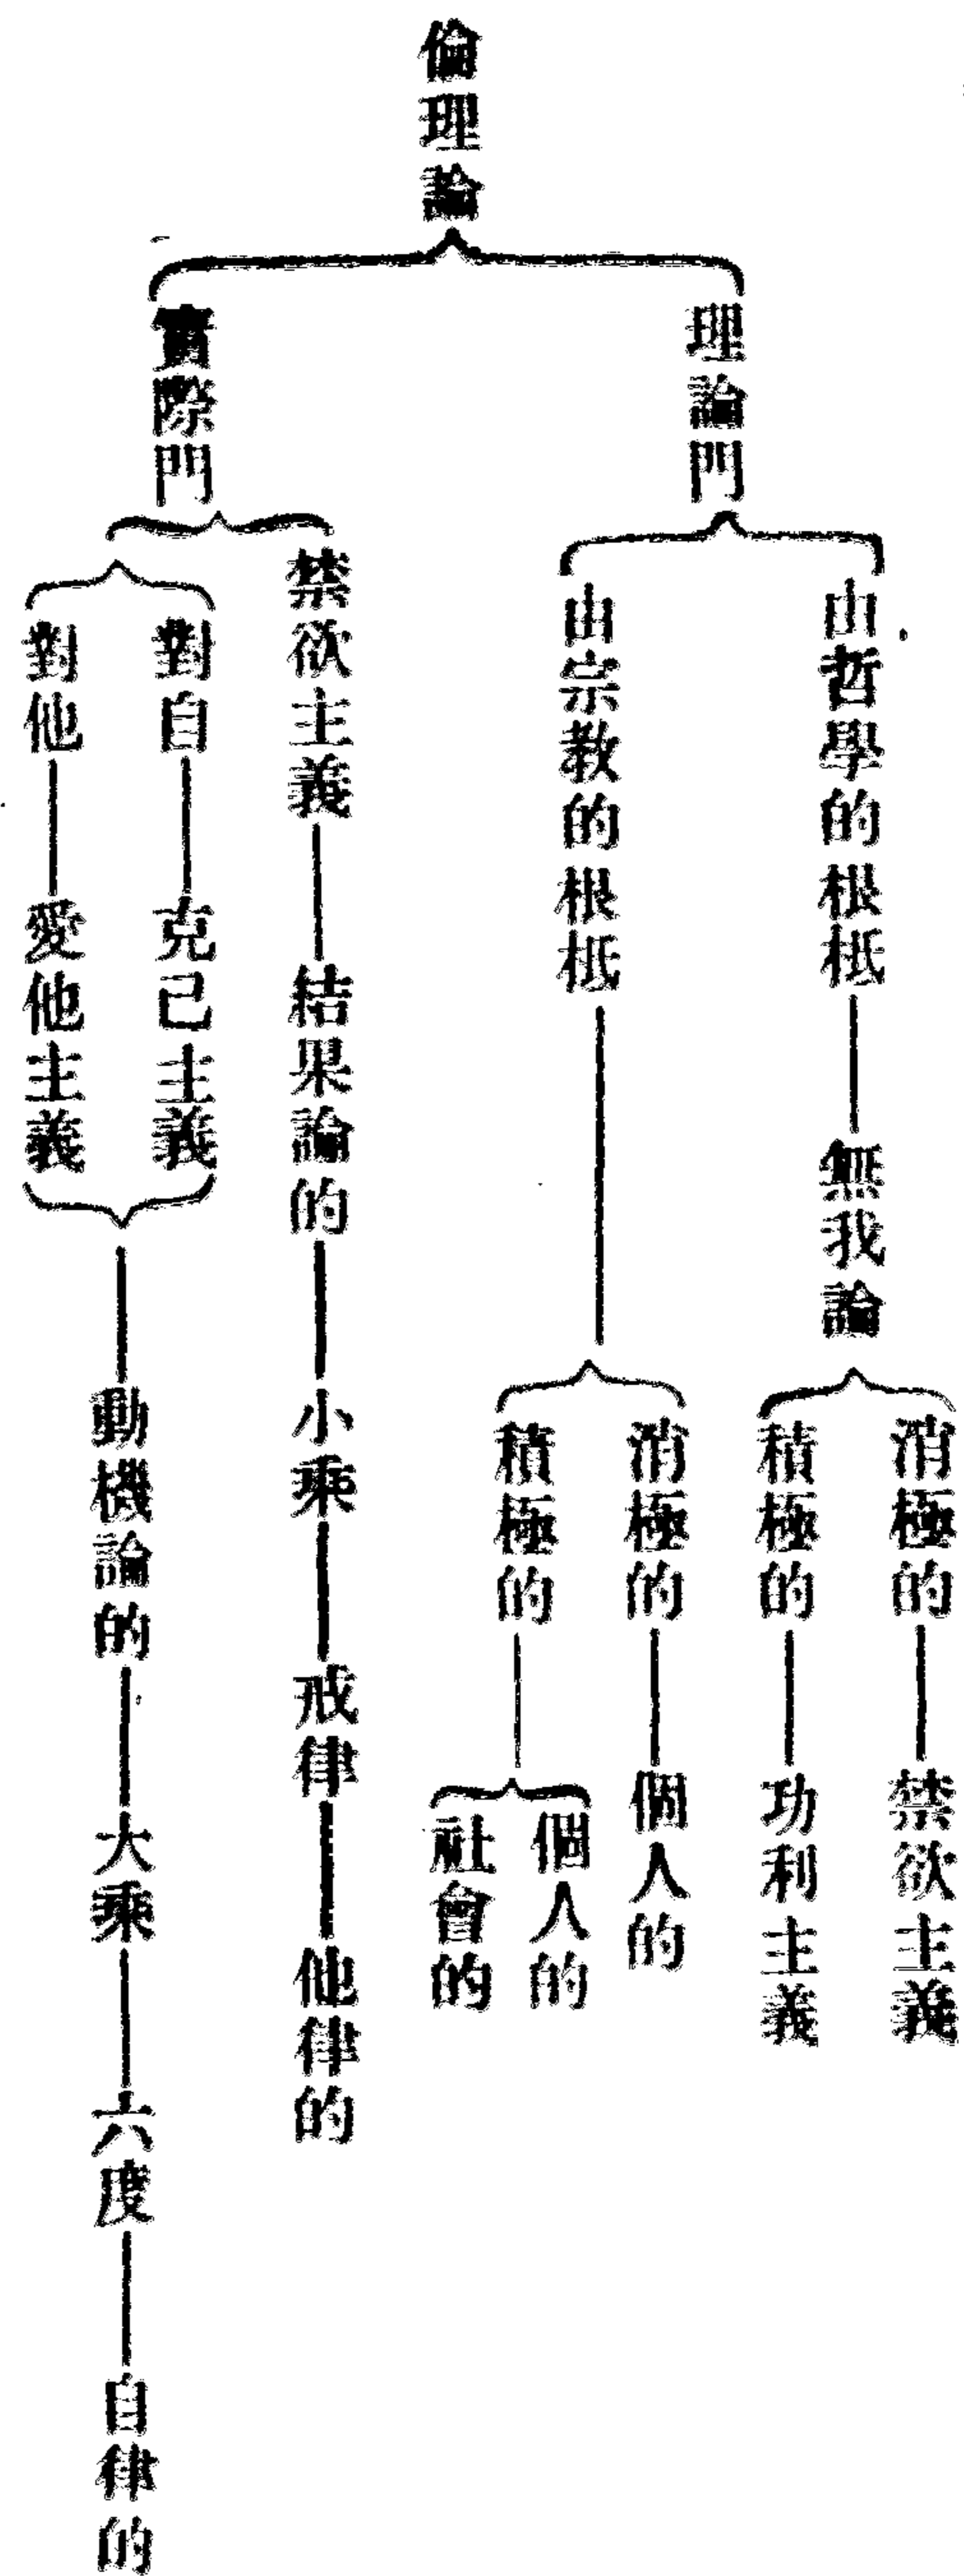 倫理論
理論門
由哲學的根柢
無我論
消極的
禁欲主義
積極的
功利主義
由宗教的根柢
消極的
個人的
積極的
個人的
社會的
實際門
禁欲主義
結果論的
小乘
戒律
他律的
對自
克己主義
對他
愛他主義
動機論的
大乘
六度
自律的